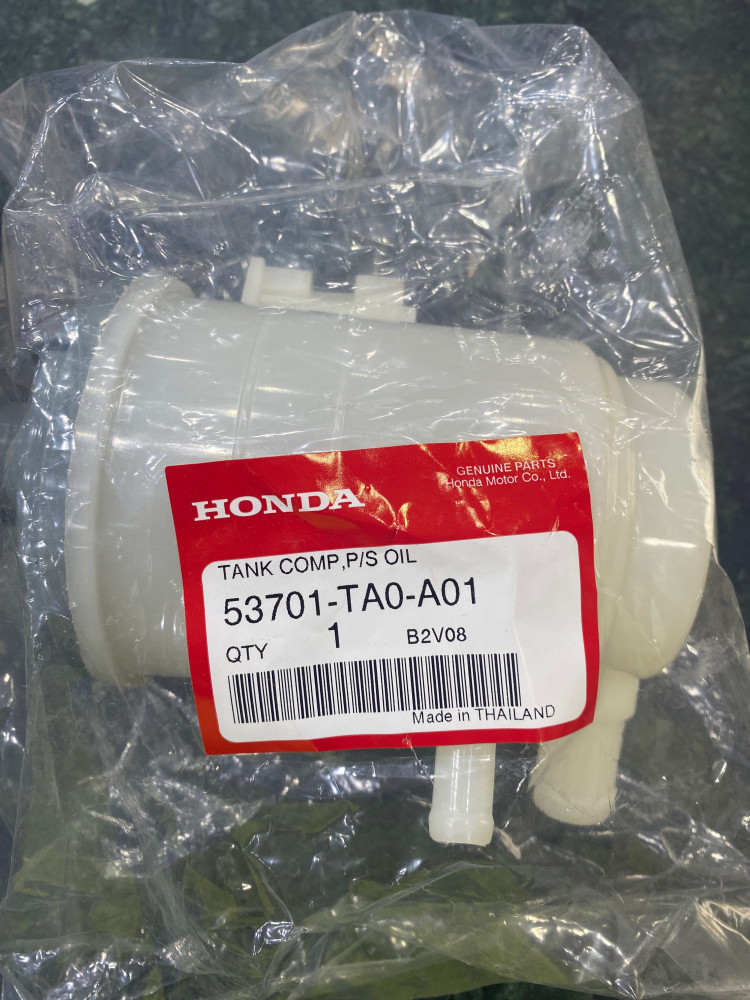 GENUINE PARTS
Honda Motor Co., Ltd.
HONDA
TANK COMP,P/S OIL
53701-TA0-A01
QTY 1 B2V08
Made in THAILAND